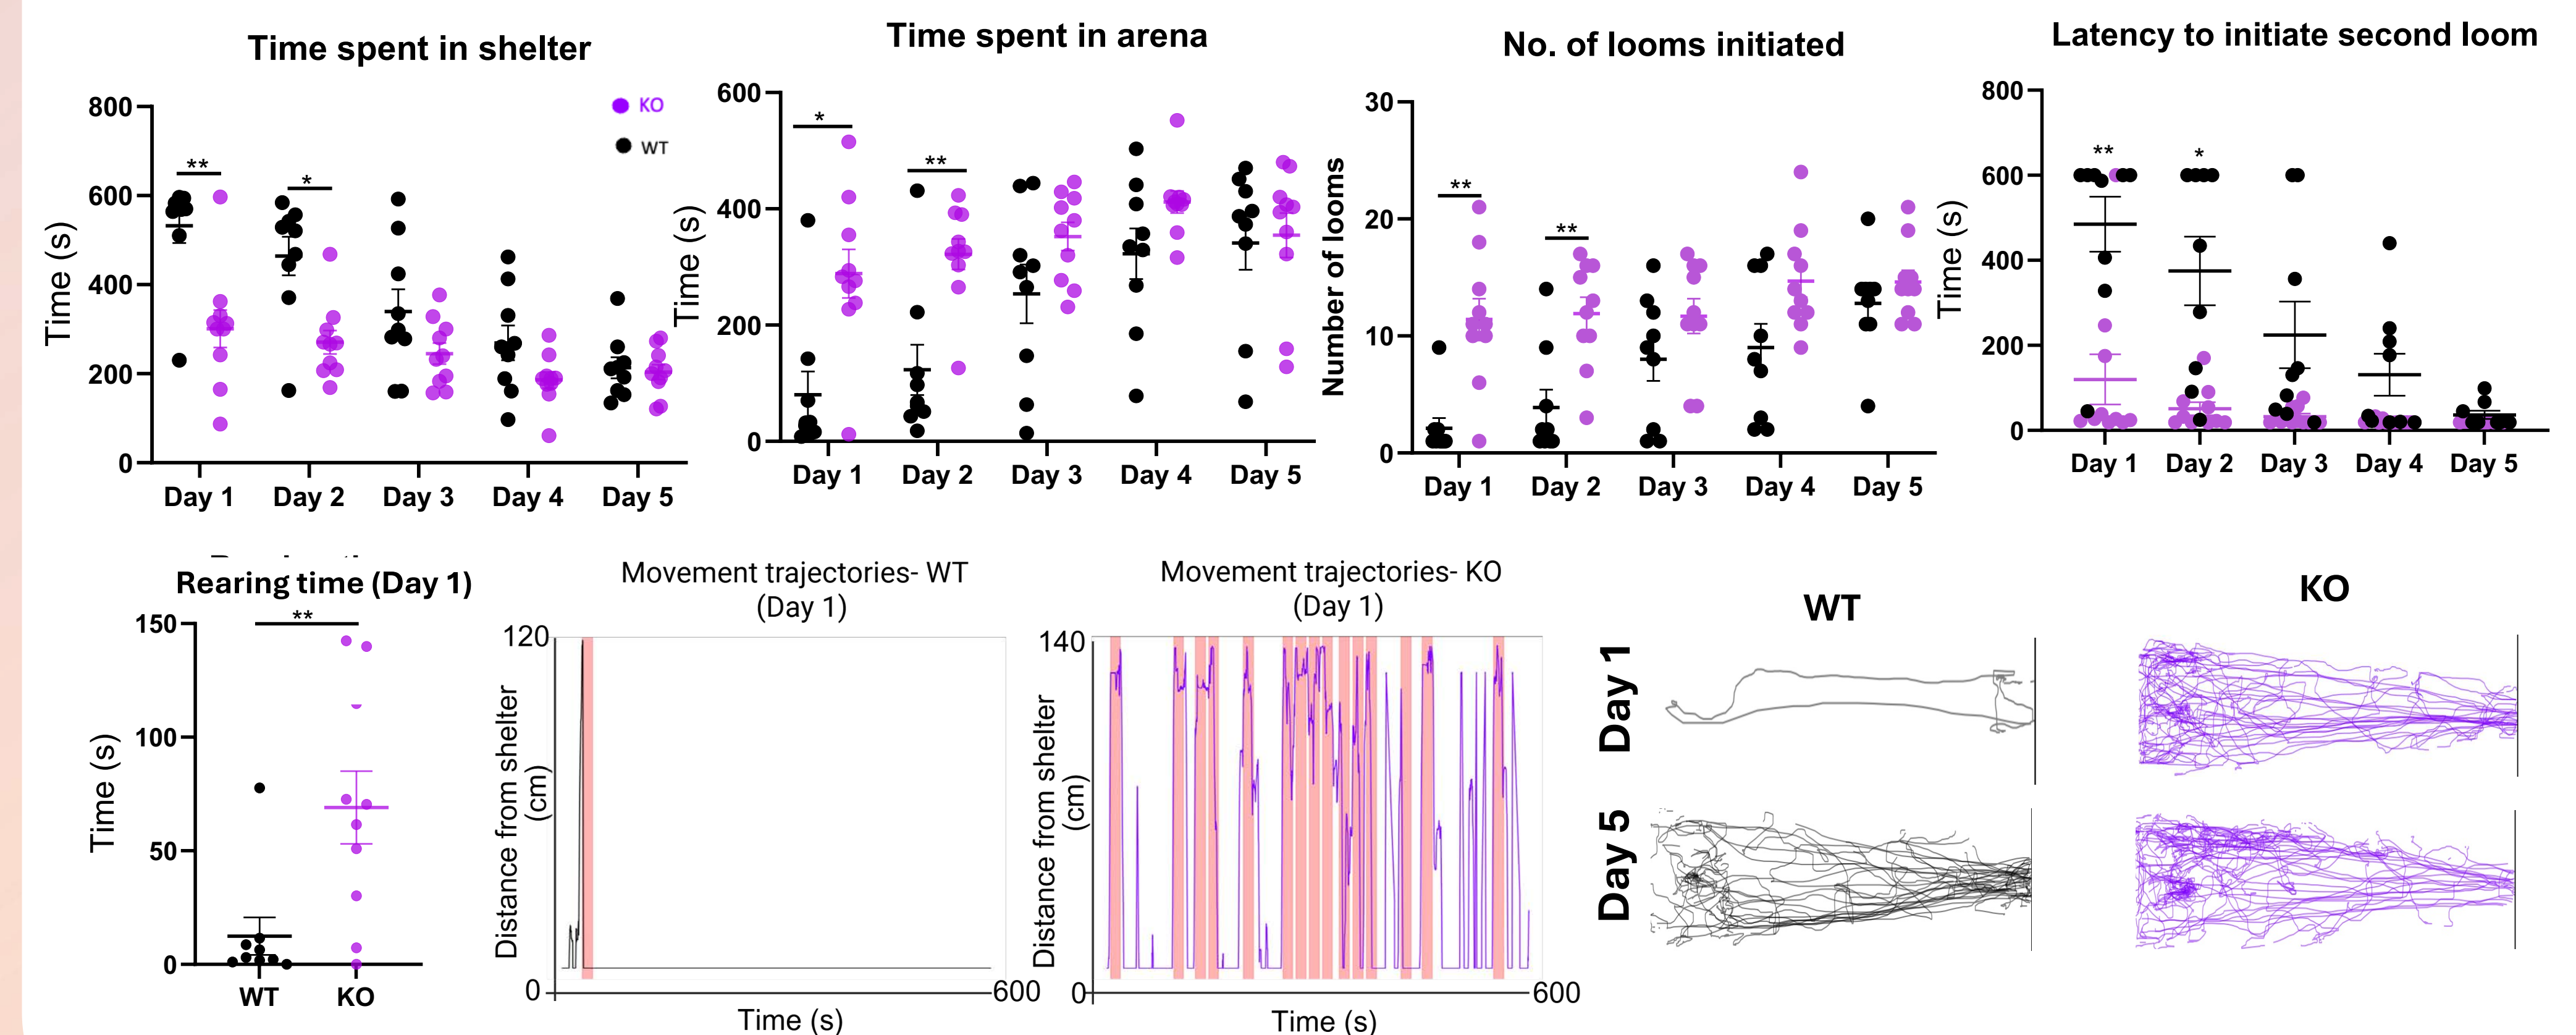 Time spent in shelter
Time (s)
800
600
400
200
0
**
*
KO
WT
Day 1
Day 2
Day 3
Day 4
Day 5
Time spent in arena
Time (s)
600
400
200
0
*
**
Day 1
Day 2
Day 3
Day 4
Day 5
No. of looms initiated
Number of looms
30
20
10
0
**
**
Day 1
Day 2
Day 3
Day 4
Day 5
Latency to initiate second loom
Time (s)
800
600
400
200
0
**
*
Day 1
Day 2
Day 3
Day 4
Day 5
Rearing time (Day 1)
Time (s)
150
100
50
0
**
WT
KO
Movement trajectories- WT
(Day 1)
Distance from shelter
(cm)
120
0
600
Time (s)
Movement trajectories- KO
(Day 1)
Distance from shelter
(cm)
140
0
600
Time (s)
WT
KO
Day 1
Day 5